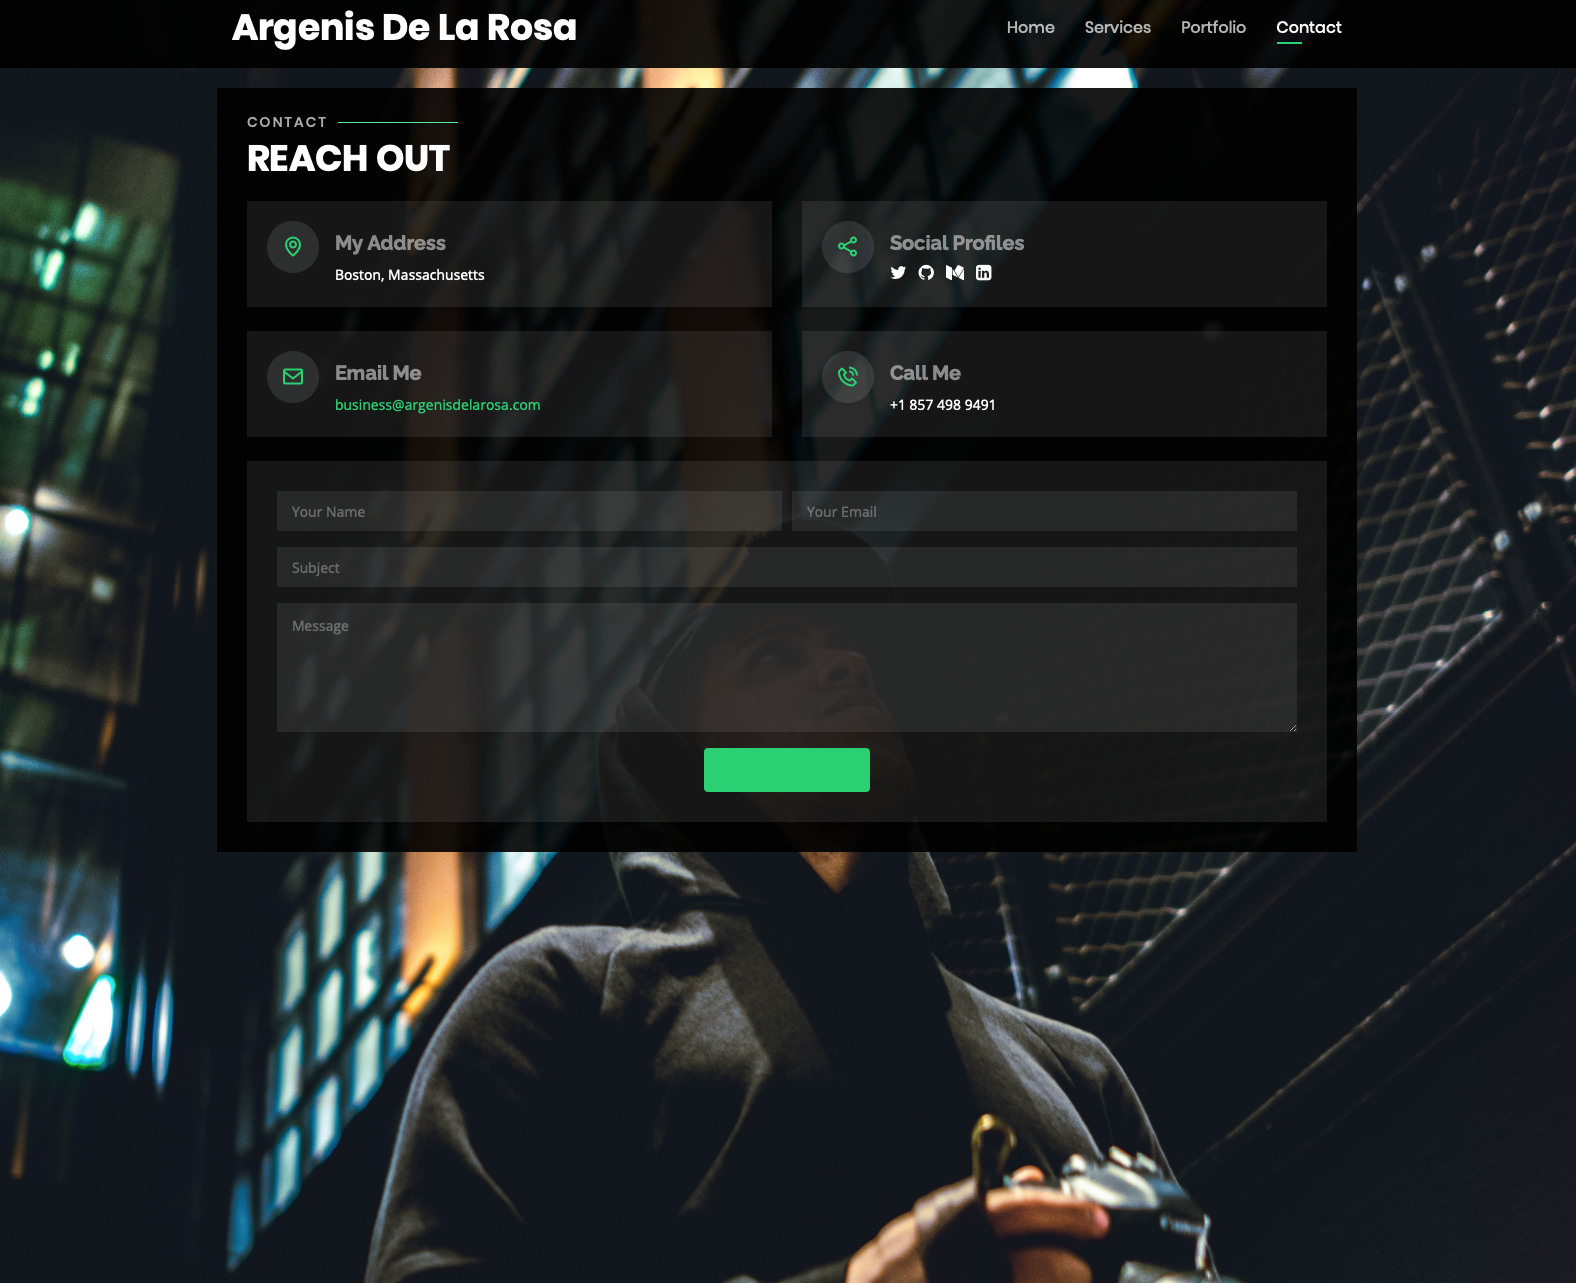 Argenis De La Rosa
Home Services Portfolio Contact
CONTACT
REACH OUT
My Address
Boston, Massachusetts
Social Profiles
Email Me
business@argenisdelarosa.com
Call Me
+1 857 498 9491
Your Name
Your Email
Subject
Message